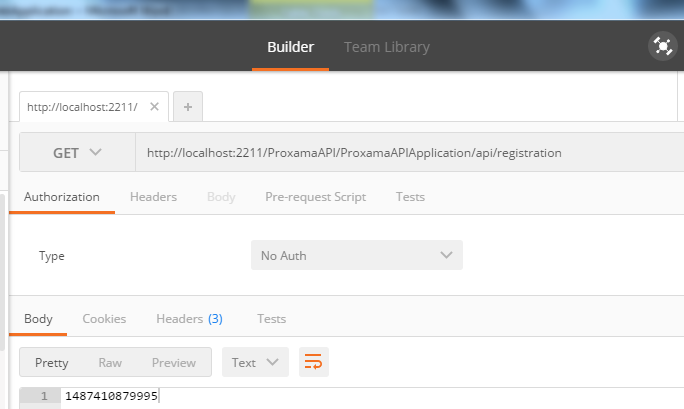 Builder Team Library
http://localhost:2211/
GET http://localhost:2211/ProxamaAPI/ProxamaAPIApplication/api/registration
Authorization Headers Body Pre-request Script Tests
Type No Auth
Body Cookies Headers (3) Tests
Pretty Raw Preview Text
1 1487410879995